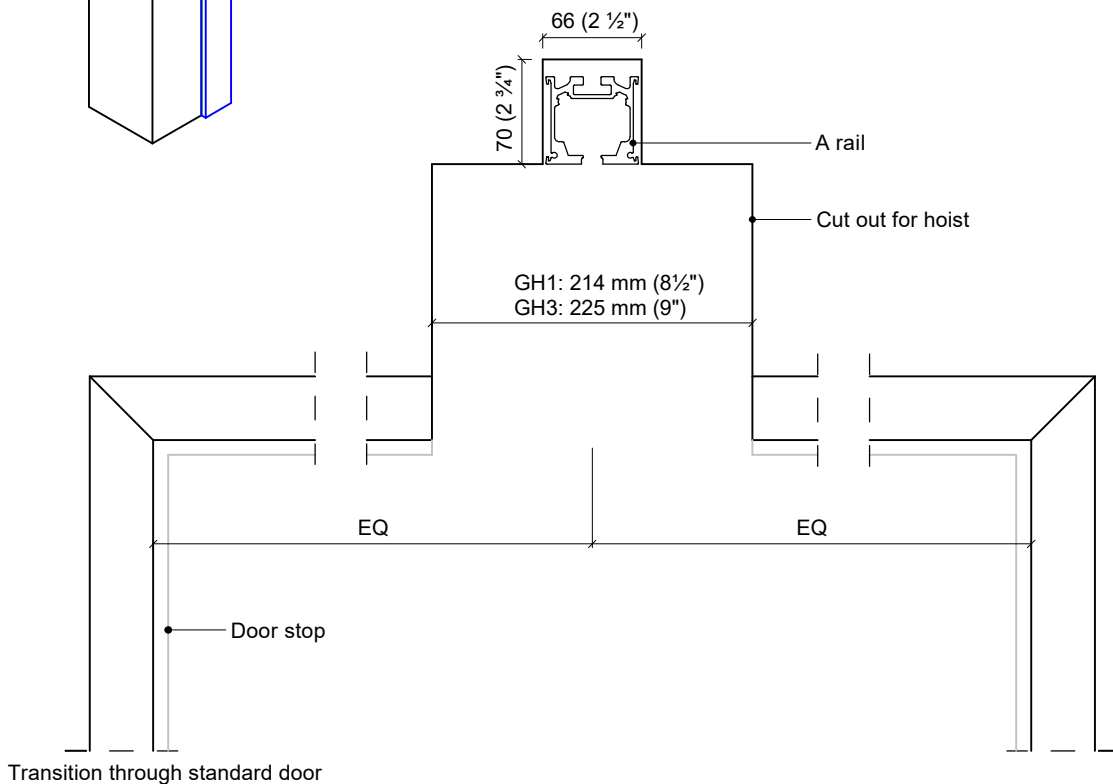 66 (2 ½")
70 (2 ¾")
A rail
Cut out for hoist
GH1: 214 mm (8½")
GH3: 225 mm (9")
EQ
EQ
Door stop
Transition through standard door